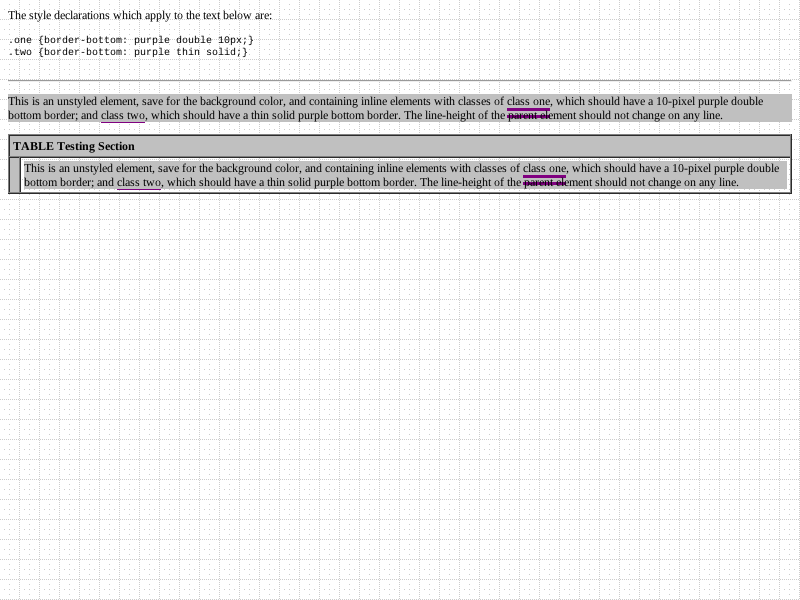 The style declarations which apply to the text below are:
.one {border-bottom: purple double 10px;}
.two {border-bottom: purple thin solid;}
This is an unstyled element, save for the background color, and containing inline elements with classes of class one, which should have a 10-pixel purple double
bottom border; and class two, which should have a thin solid purple bottom border. The line-height of the parent element should not change on any line.
TABLE Testing Section
This is an unstyled element, save for the background color, and containing inline elements with classes of class one, which should have a 10-pixel purple double
bottom border; and class two, which should have a thin solid purple bottom border. The line-height of the parent element should not change on any line.